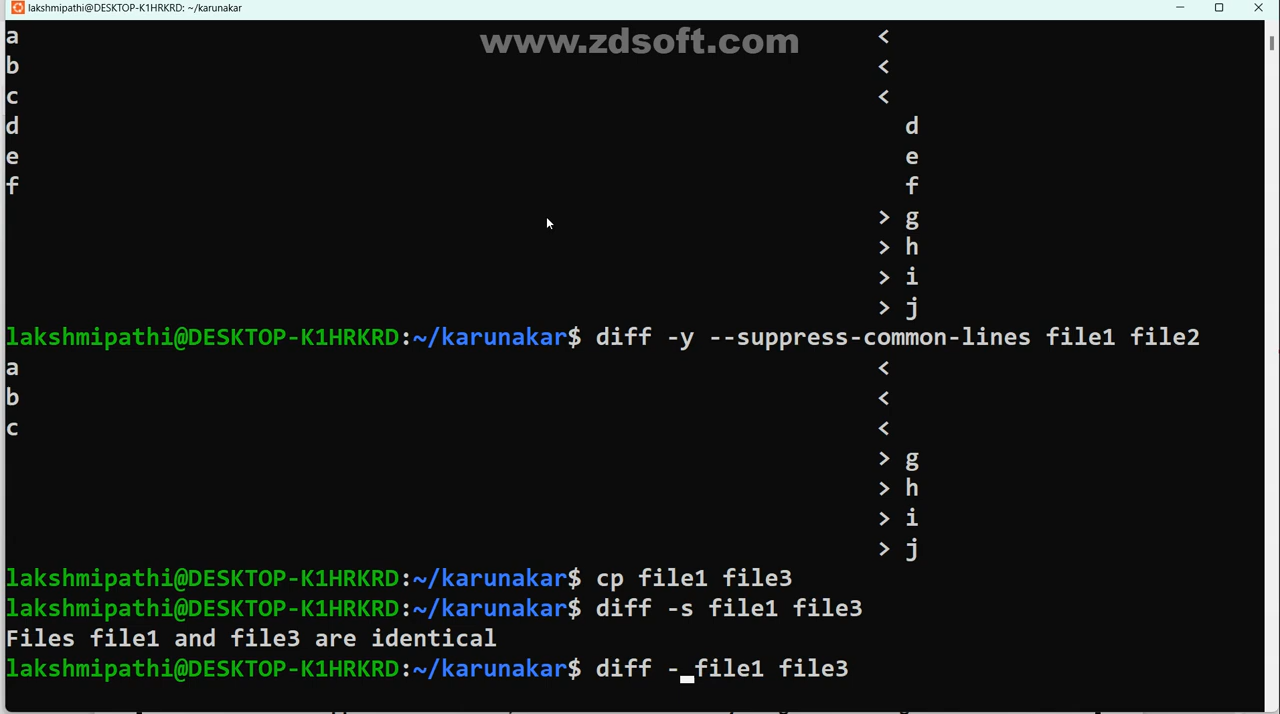 lakshmipathi@DESKTOP-K1HRKRD: ~/karunakar
www.zdsoft.com
a <
b <
c <
d d
e e
f f
> g
> h
> i
> j
lakshmipathi@DESKTOP-K1HRKRD:~/karunakar$ diff -y --suppress-common-lines file1 file2
a <
b <
c <
> g
> h
> i
> j
lakshmipathi@DESKTOP-K1HRKRD:~/karunakar$ cp file1 file3
lakshmipathi@DESKTOP-K1HRKRD:~/karunakar$ diff -s file1 file3
Files file1 and file3 are identical
lakshmipathi@DESKTOP-K1HRKRD:~/karunakar$ diff - file1 file3